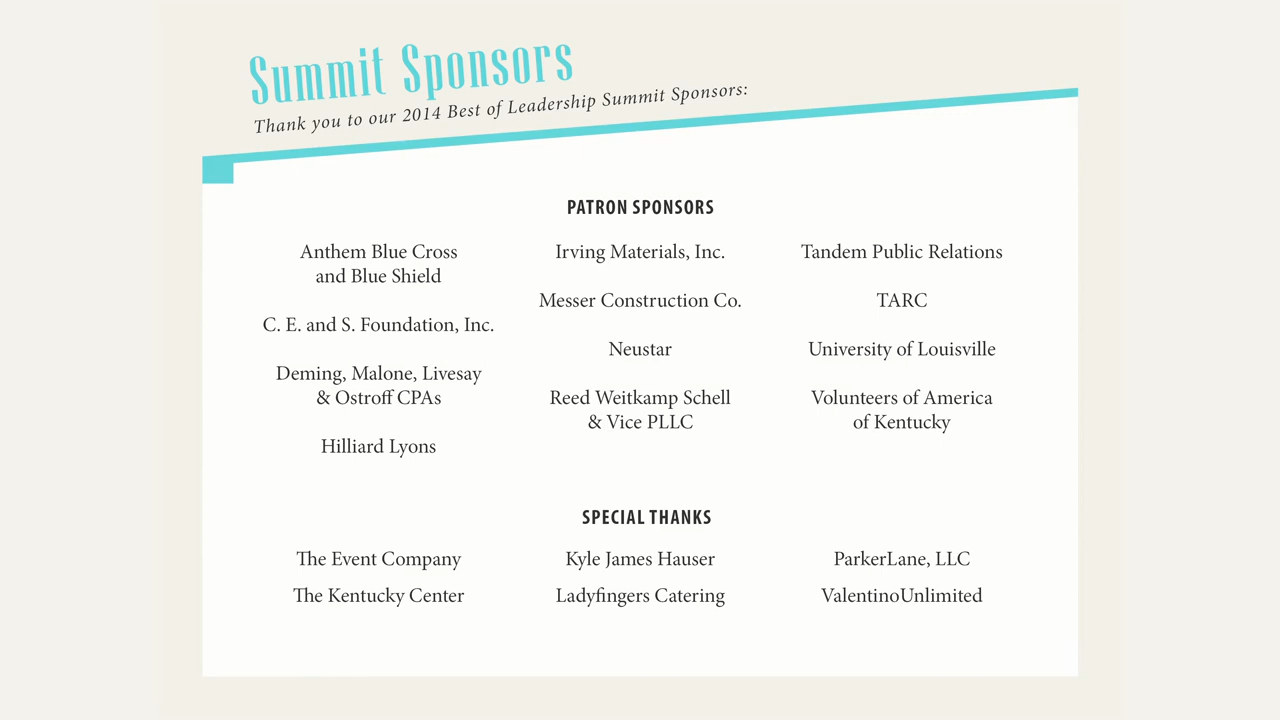 Summit Sponsors
Thank you to our 2014 Best of Leadership Summit Sponsors:
PATRON SPONSORS
Anthem Blue Cross
and Blue Shield
C. E. and S. Foundation, Inc.
Deming, Malone, Livesay
& Ostroff CPAs
Hilliard Lyons
Irving Materials, Inc.
Messer Construction Co.
Neustar
Reed Weitkamp Schell
& Vice PLLC
Tandem Public Relations
TARC
University of Louisville
Volunteers of America
of Kentucky
SPECIAL THANKS
The Event Company
The Kentucky Center
Kyle James Hauser
Ladyfingers Catering
ParkerLane, LLC
ValentinoUnlimited